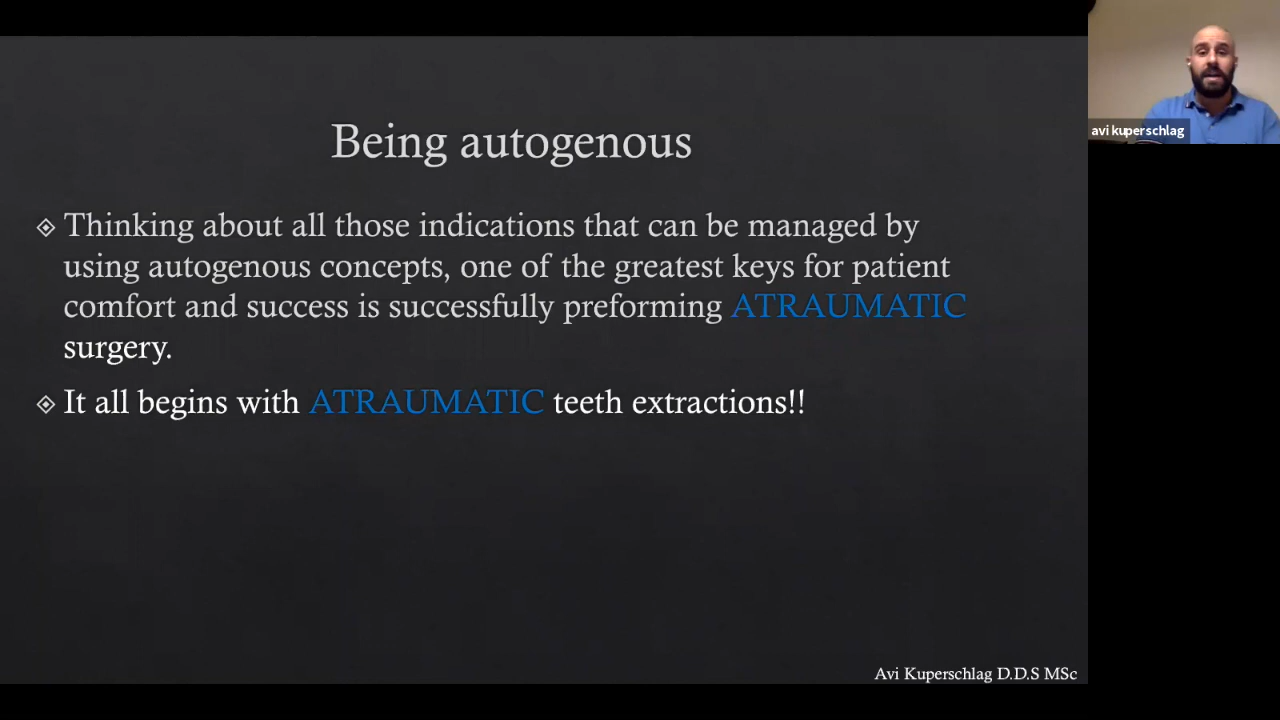 Being autogenous
Thinking about all those indications that can be managed by
using autogenous concepts, one of the greatest keys for patient
comfort and success is successfully preforming ATRAUMATIC
surgery.
It all begins with ATRAUMATIC teeth extractions!!
Avi Kuperschlag D.D.S MSc
avi kuperschlag